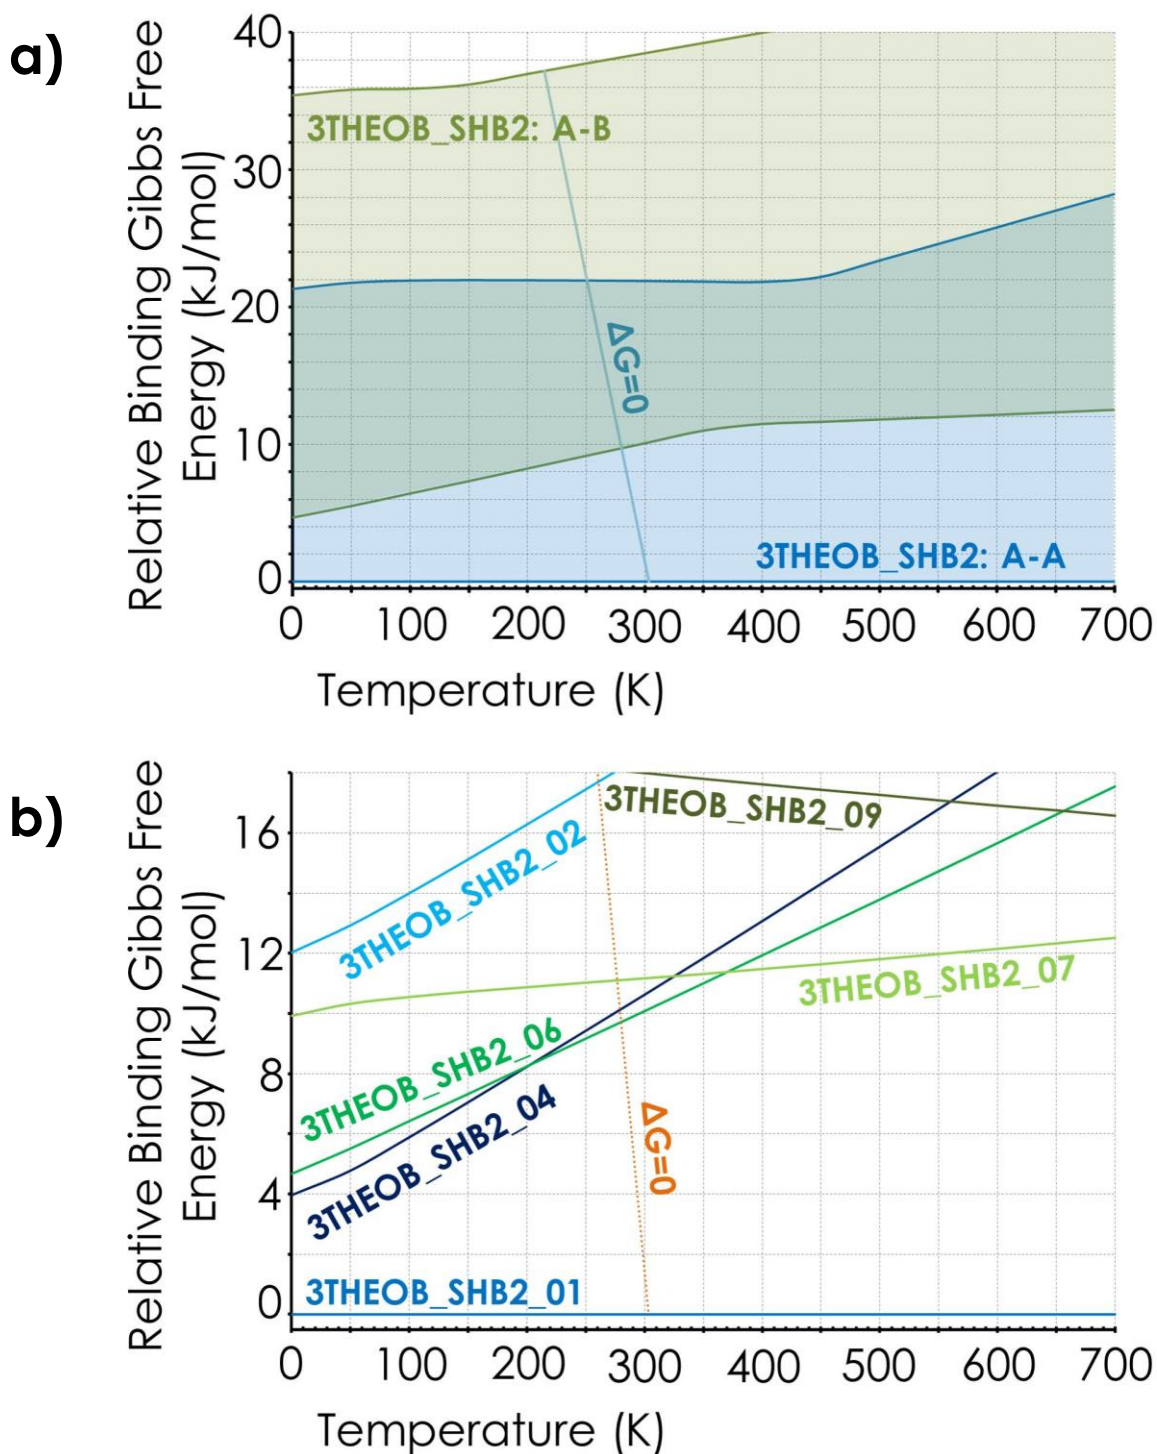 a)
Relative Binding Gibbs Free
Energy (kJ/mol)
40
30
20
10
0
3THEOB_SHB2: A-B
ΔG=0
3THEOB_SHB2: A-A
0 100 200 300 400 500 600 700
Temperature (K)
b)
Relative Binding Gibbs Free
Energy (kJ/mol)
16
12
8
4
0
3THEOB_SHB2_09
3THEOB_SHB2_02
3THEOB_SHB2_07
3THEOB_SHB2_06
3THEOB_SHB2_04
ΔG=0
3THEOB_SHB2_01
0 100 200 300 400 500 600 700
Temperature (K)